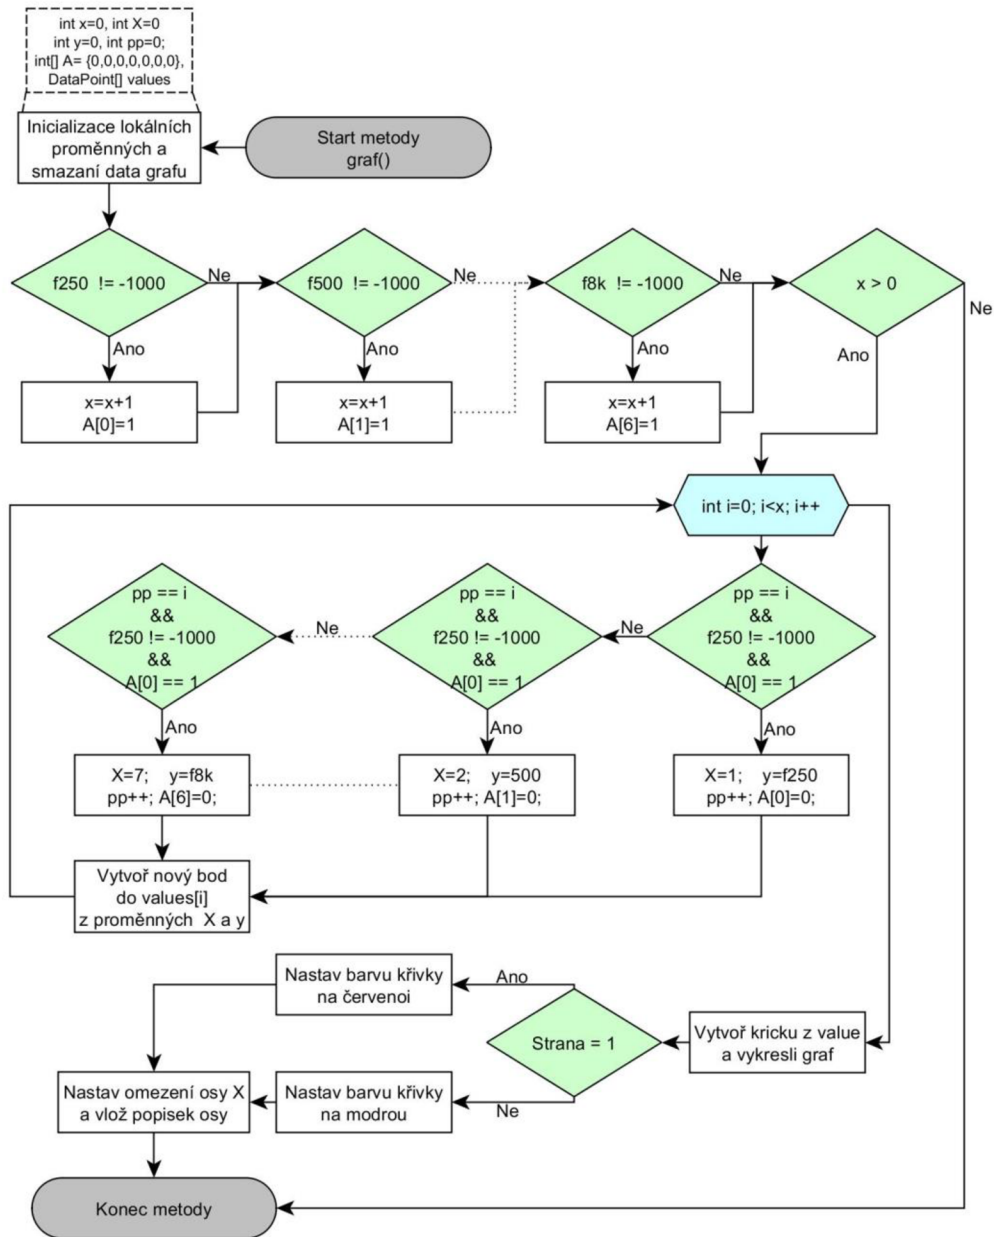 int x=0, int X=0
int y=0, int pp=0;
int[] A= {0,0,0,0,0,0,0},
DataPoint[] values
Inicializace lokálních
proměnných a
smazaní data grafu
Start metody
graf()
f250 != -1000
Ne
f500 != -1000
Ne
f8k != -1000
Ne
x > 0
Ne
Ano
Ano
Ano
Ano
x=x+1
A[0]=1
x=x+1
A[1]=1
x=x+1
A[6]=1
int i=0; i<x; i++
pp == i
&&
f250 != -1000
&&
A[0] == 1
Ne
pp == i
&&
f250 != -1000
&&
A[0] == 1
Ne
pp == i
&&
f250 != -1000
&&
A[0] == 1
Ano
Ano
Ano
X=7; y=f8k
pp++; A[6]=0;
X=2; y=500
pp++; A[1]=0;
X=1; y=f250
pp++; A[0]=0;
Vytvoř nový bod
do values[i]
z proměnných X a y
Nastav barvu křivky
na červenoi
Ano
Strana = 1
Vytvoř kricku z value
a vykresli graf
Nastav omezení osy X
a vlož popisek osy
Nastav barvu křivky
na modrou
Ne
Konec metody